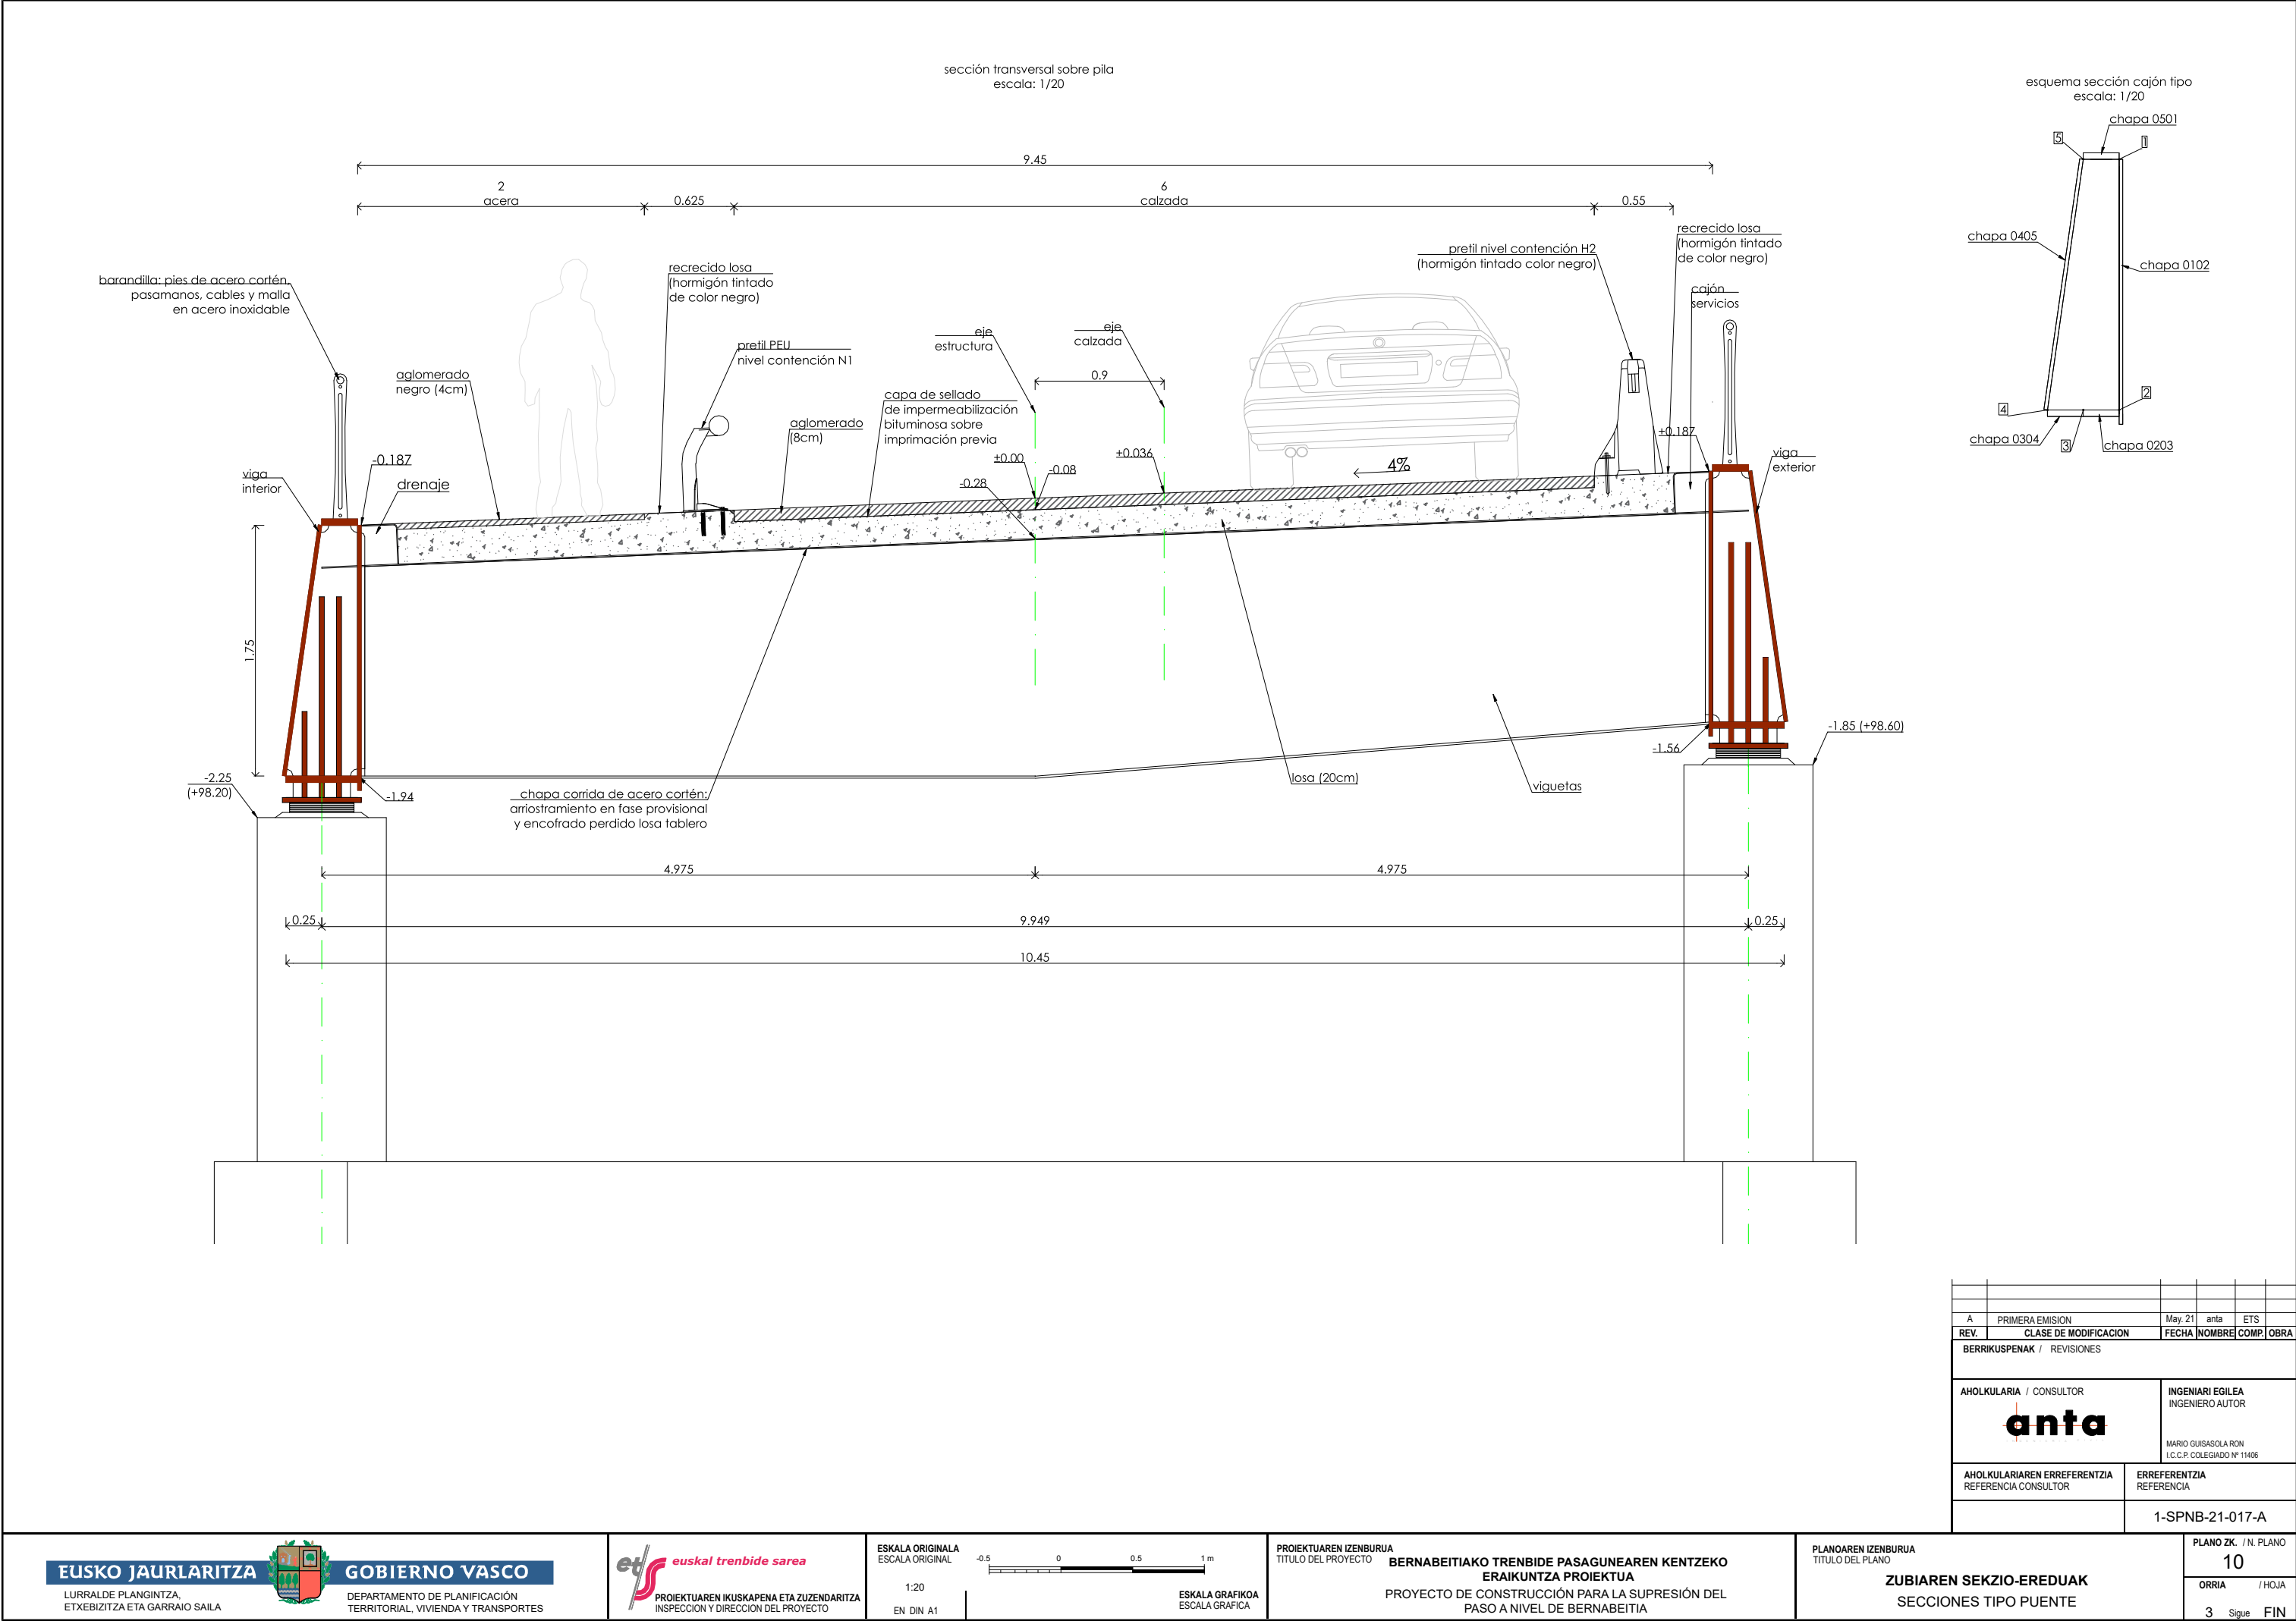 sección transversal sobre pila
escala: 1/20
esquema sección cajón tipo
escala: 1/20
chapa 0501
5
1
chapa 0405
chapa 0102
2
4
chapa 0304
3
chapa 0203
9.45
2
acera
0.625
6
calzada
0.55
barandilla: pies de acero cortén,
pasamanos, cables y malla
en acero inoxidable
recrecido losa
(hormigón tintado
de color negro)
pretil nivel contención H2
(hormigón tintado color negro)
recrecido losa
(hormigón tintado
de color negro)
cajón
servicios
eje
estructura
eje
calzada
pretil PEU
nivel contención N1
aglomerado
negro (4cm)
0.9
capa de sellado
de impermeabilización
bituminosa sobre
imprimación previa
aglomerado
(8cm)
±0.00
-0.08
+0.036
-0.28
4%
±0.187
viga
exterior
-0.187
viga
interior
drenaje
1.75
-2.25
(+98.20)
-1.94
chapa corrida de acero cortén:
arriostramiento en fase provisional
y encofrado perdido losa tablero
losa (20cm)
viguetas
-1.56
-1.85 (+98.60)
4.975
4.975
0.25
9.949
0.25
10.45
A PRIMERA EMISION May. 21 anta ETS
REV. CLASE DE MODIFICACION FECHA NOMBRE COMP. OBRA
BERRIKUSPENAK / REVISIONES
AHOLKULARIA / CONSULTOR
anta
INGENIARI EGILEA
INGENIERO AUTOR
MARIO GUISASOLA RON
I.C.C.P. COLEGIADO Nº 11406
AHOLKULARIAREN ERREFERENTZIA
REFERENCIA CONSULTOR
ERREFERENTZIA
REFERENCIA
1-SPNB-21-017-A
EUSKO JAURLARITZA
GOBIERNO VASCO
LURRALDE PLANGINTZA,
ETXEBIZITZA ETA GARRAIO SAILA
DEPARTAMENTO DE PLANIFICACIÓN
TERRITORIAL, VIVIENDA Y TRANSPORTES
ets
euskal trenbide sarea
PROIEKTUAREN IKUSKAPENA ETA ZUZENDARITZA
INSPECCION Y DIRECCION DEL PROYECTO
ESKALA ORIGINALA
ESCALA ORIGINAL
1:20
EN DIN A1
-0.5 0 0.5 1 m
ESKALA GRAFIKOA
ESCALA GRAFICA
PROIEKTUAREN IZENBURUA
TITULO DEL PROYECTO
BERNABEITIAKO TRENBIDE PASAGUNEAREN KENTZEKO
ERAIKUNTZA PROIEKTUA
PROYECTO DE CONSTRUCCIÓN PARA LA SUPRESIÓN DEL
PASO A NIVEL DE BERNABEITIA
PLANOAREN IZENBURUA
TITULO DEL PLANO
ZUBIAREN SEKZIO-EREDUAK
SECCIONES TIPO PUENTE
PLANO ZK. / N. PLANO
10
ORRIA / HOJA
3 Sigue FIN